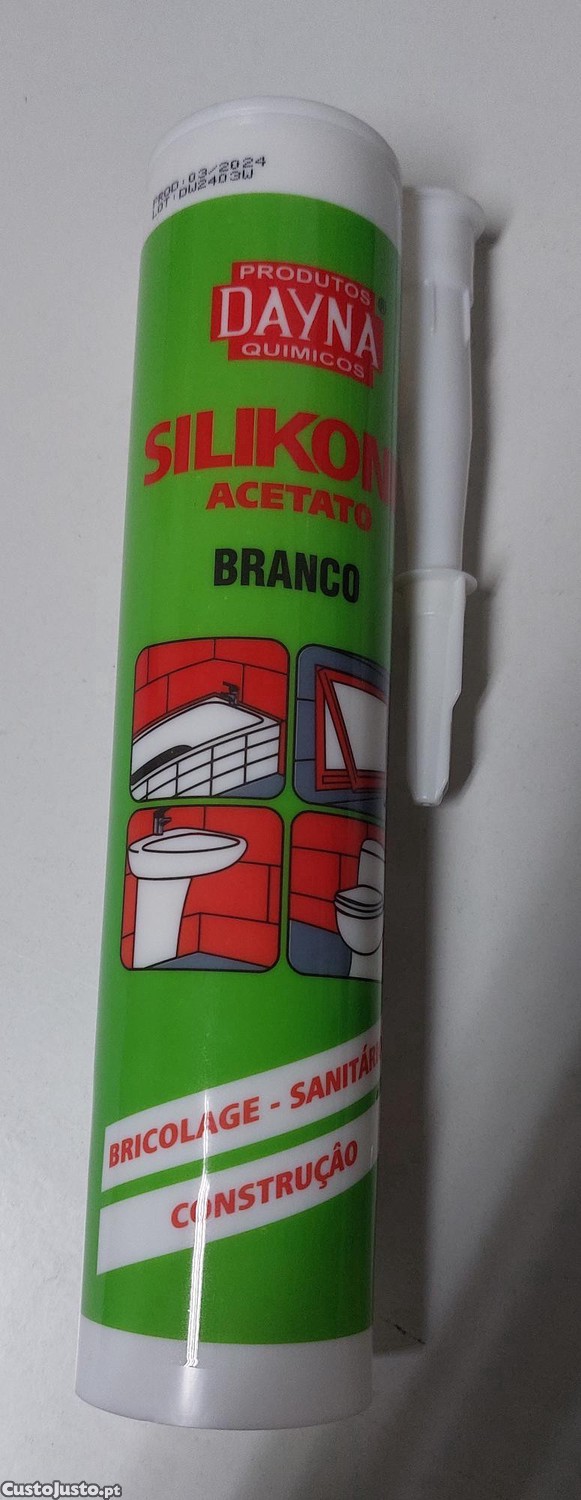 PROD:03/2024
LOT:DW2403W
PRODUTOS
DAYNA
QUIMICOS
SILIKON
ACETATO
BRANCO
BRICOLAGE - SANITÁR
CONSTRUÇÂO
CustoJusto.pt